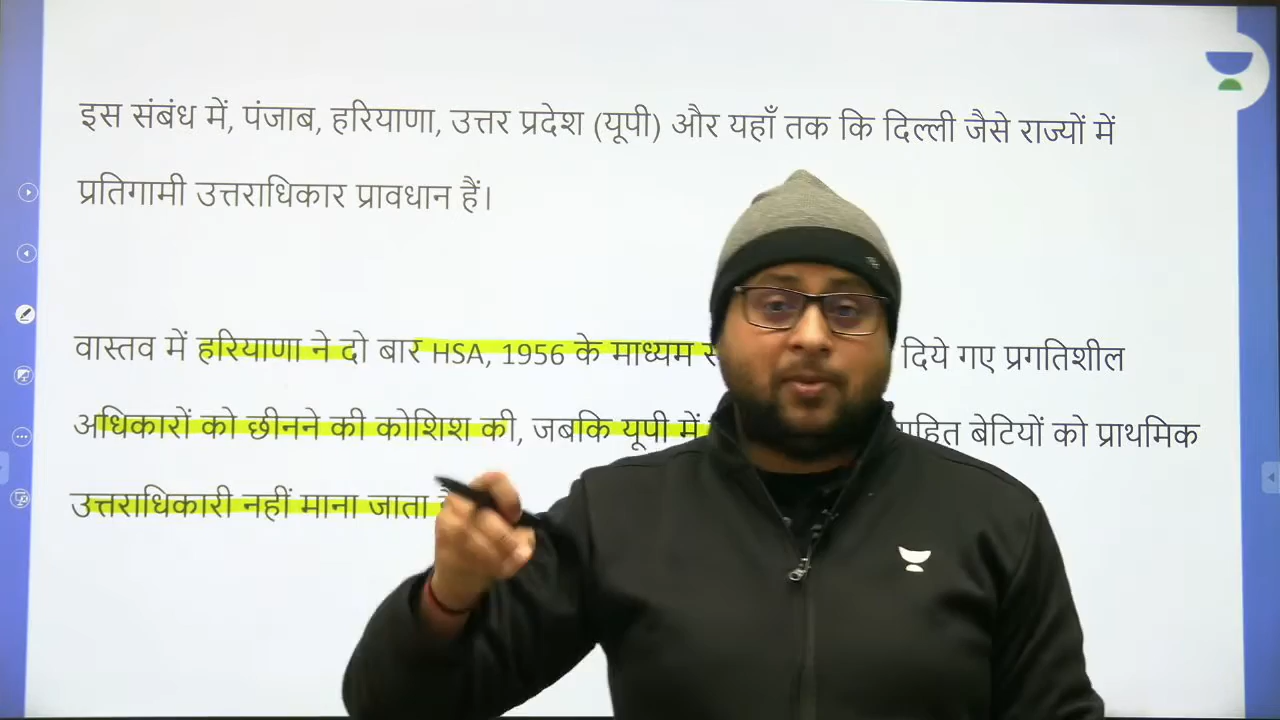 इस संबंध में, पंजाब, हरियाणा, उत्तर प्रदेश (यूपी) और यहाँ तक कि दिल्ली जैसे राज्यों में
प्रतिगामी उत्तराधिकार प्रावधान हैं।
वास्तव में हरियाणा ने दो बार HSA, 1956 के माध्यम दिये गए प्रगतिशील
अधिकारों को छीनने की कोशिश की, जबकि यूपी में बेटियों को प्राथमिक
उत्तराधिकारी नहीं माना जाता